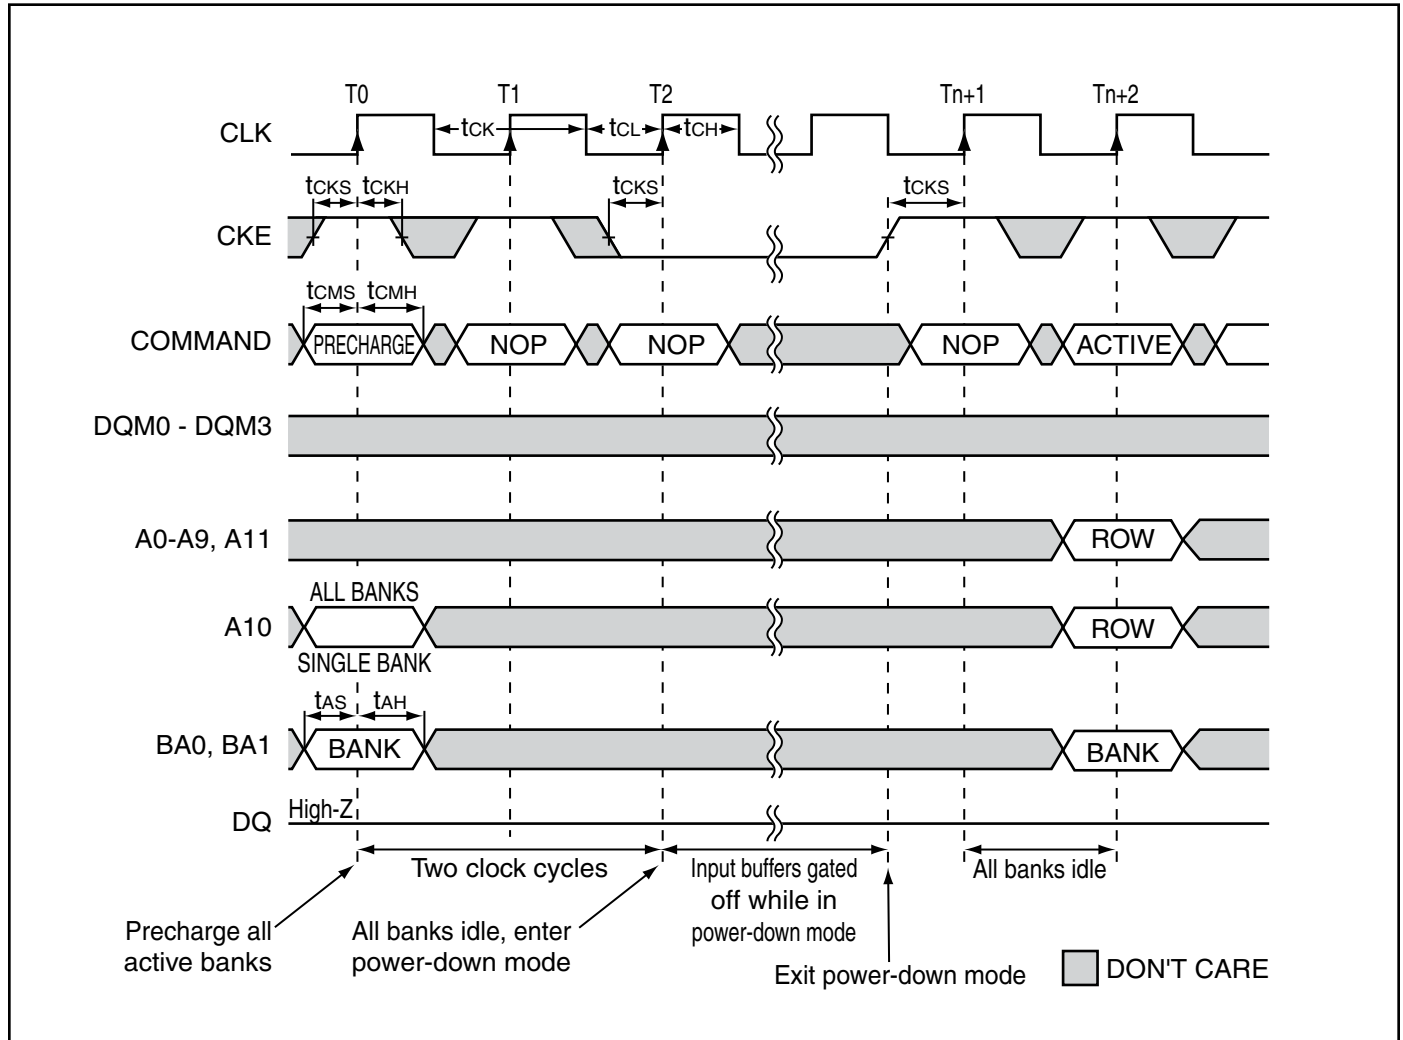 T0 T1 T2 Tn+1 Tn+2
CLK tCK tCL tCH
tCKS tCKH tCKS tCKS
CKE
tCMS tCMH
COMMAND PRECHARGE NOP NOP NOP ACTIVE
DQM0 - DQM3
A0-A9, A11 ROW
ALL BANKS
A10 ROW
SINGLE BANK
tAS tAH
BA0, BA1 BANK BANK
DQ High-Z
Two clock cycles
Input buffers gated
off while in
power-down mode
All banks idle
Precharge all
active banks
All banks idle, enter
power-down mode
Exit power-down mode
DON'T CARE